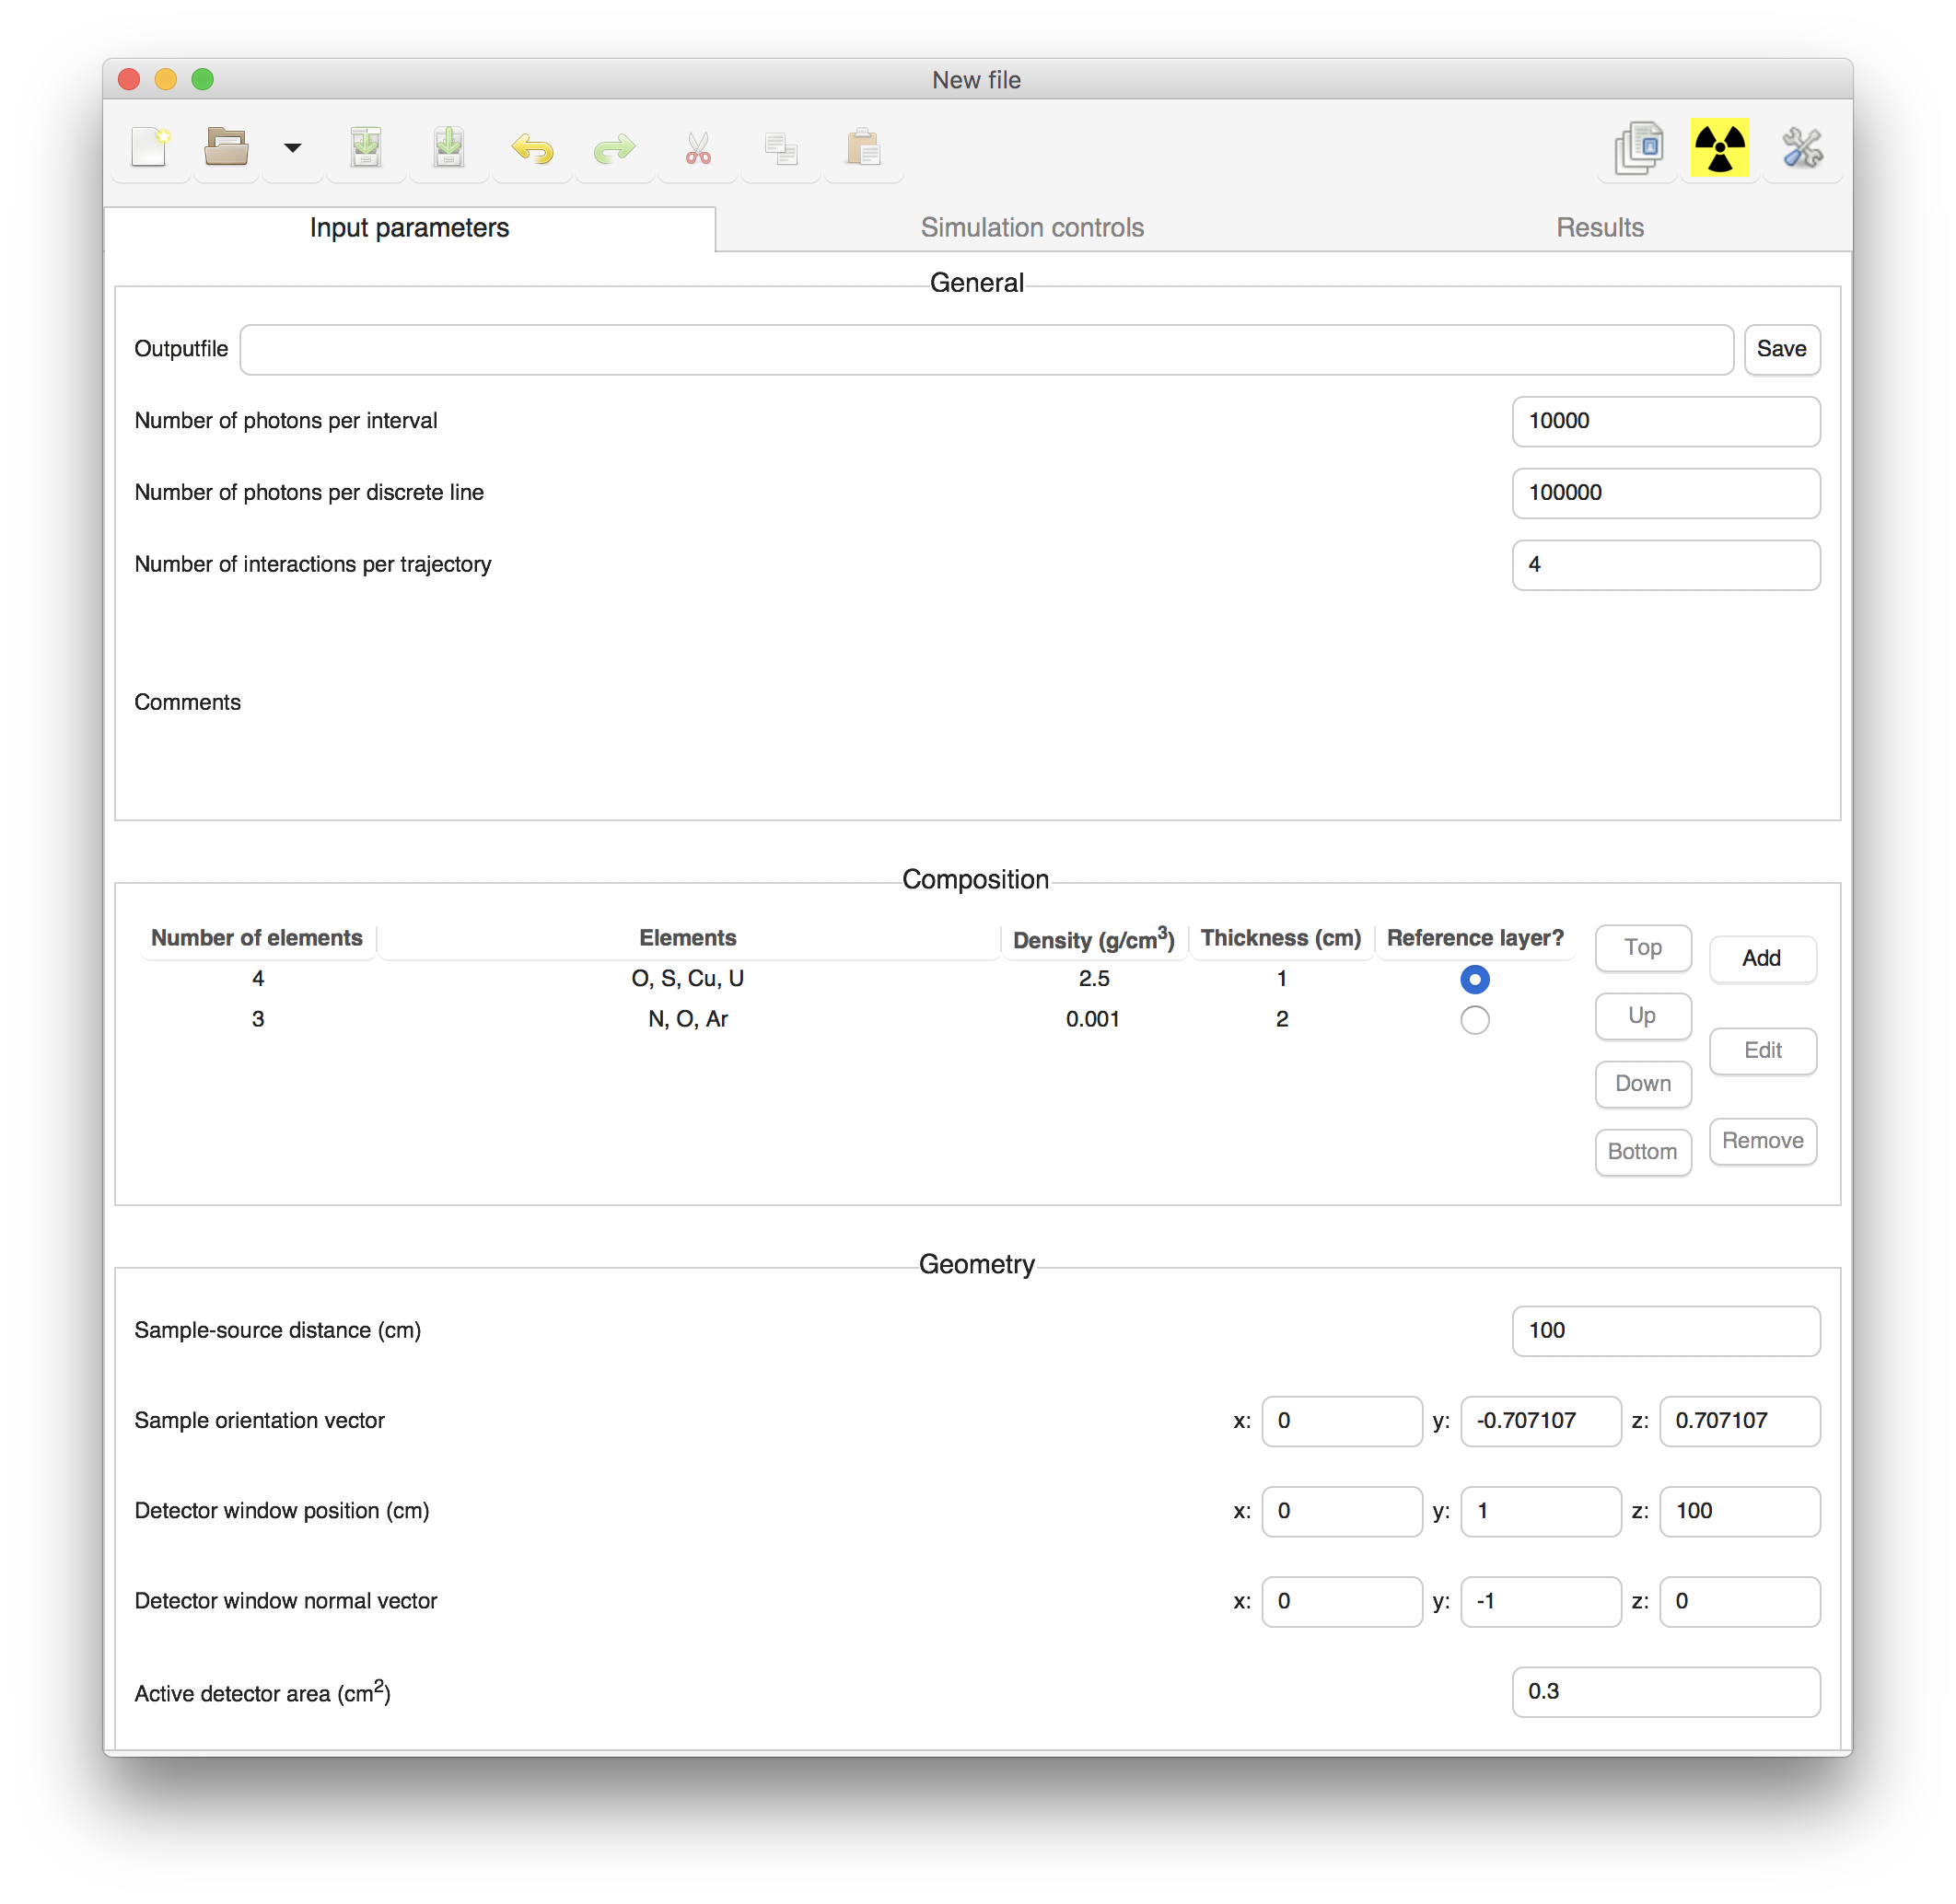 New file
Input parameters Simulation controls Results
General
Outputfile Save
Number of photons per interval 10000
Number of photons per discrete line 100000
Number of interactions per trajectory 4
Comments
Composition
Number of elements Elements Density (g/cm³) Thickness (cm) Reference layer? Top Add
4 O, S, Cu, U 2.5 1
3 N, O, Ar 0.001 2 Up
Edit
Down
Remove
Bottom
Geometry
Sample-source distance (cm) 100
Sample orientation vector x: 0 y: -0.707107 z: 0.707107
Detector window position (cm) x: 0 y: 1 z: 100
Detector window normal vector x: 0 y: -1 z: 0
Active detector area (cm²) 0.3